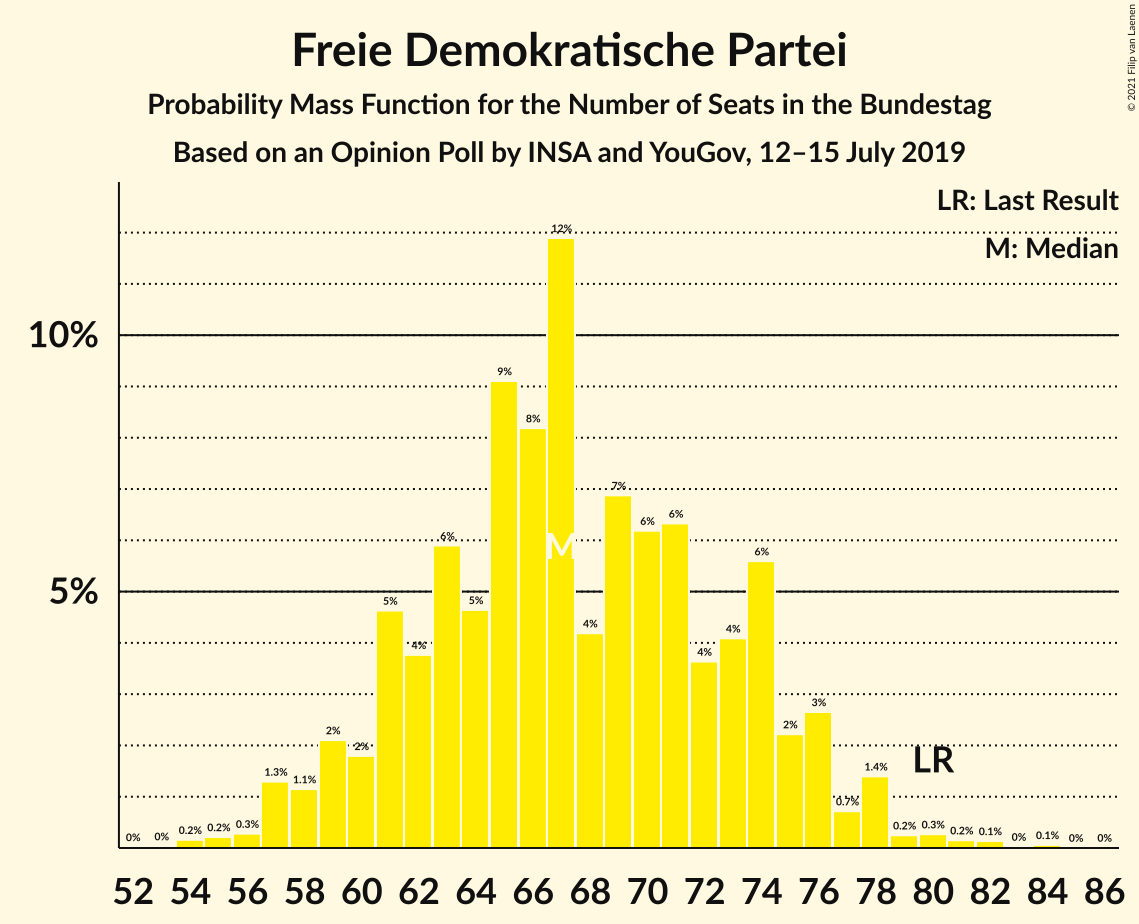 © 2021 Filip van Laenen
Freie Demokratische Partei
Probability Mass Function for the Number of Seats in the Bundestag
Based on an Opinion Poll by INSA and YouGov, 12–15 July 2019
LR: Last Result
M: Median
10%
5%
0% 0% 0.2% 0.2% 0.3% 1.3% 1.1% 2% 2% 5% 4% 6% 5% 9% 8% 12% 4% 7% 6% 6% 4% 4% 6% 2% 3% 0.7% 1.4% 0.2% 0.3% 0.2% 0.1% 0% 0.1% 0% 0%
M
LR
52 54 56 58 60 62 64 66 68 70 72 74 76 78 80 82 84 86